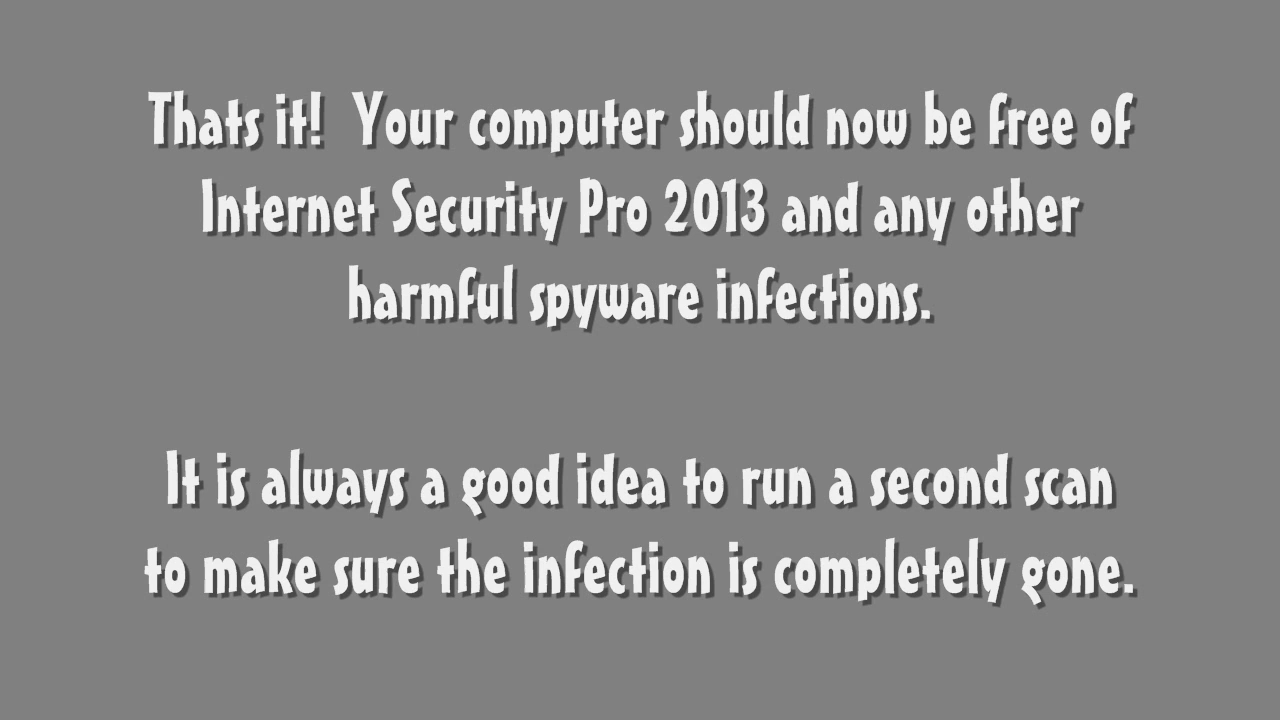 Thats it! Your computer should now be free of
Internet Security Pro 2013 and any other
harmful spyware infections.
It is always a good idea to run a second scan
to make sure the infection is completely gone.